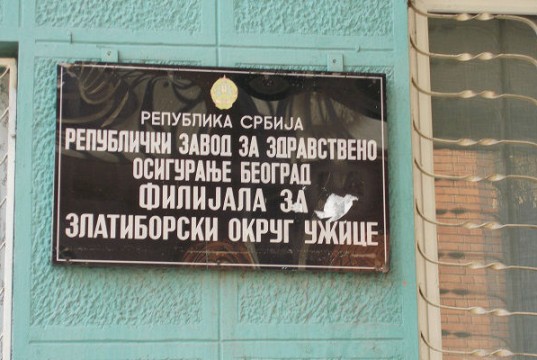 РЕПУБЛИКА СРБИЈА
РЕПУБЛИЧКИ ЗАВОД ЗА ЗДРАВСТВЕНО
ОСИГУРАЊЕ БЕОГРАД
ФИЛИЈАЛА ЗА
ЗЛАТИБОРСКИ ОКРУГ УЖИЦЕ